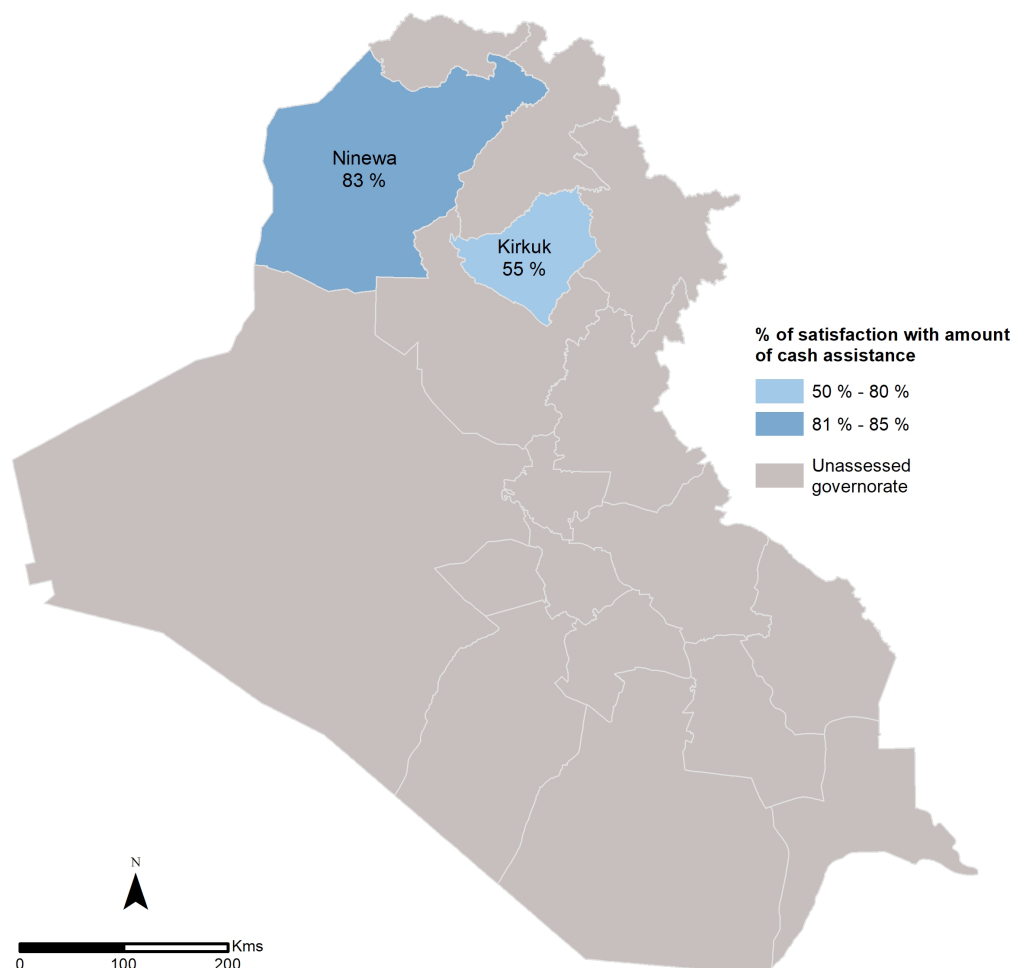 Ninewa
83 %
Kirkuk
55 %
% of satisfaction with amount
of cash assistance
50 % - 80 %
81 % - 85 %
Unassessed
governorate
N
Kms
0 100 200